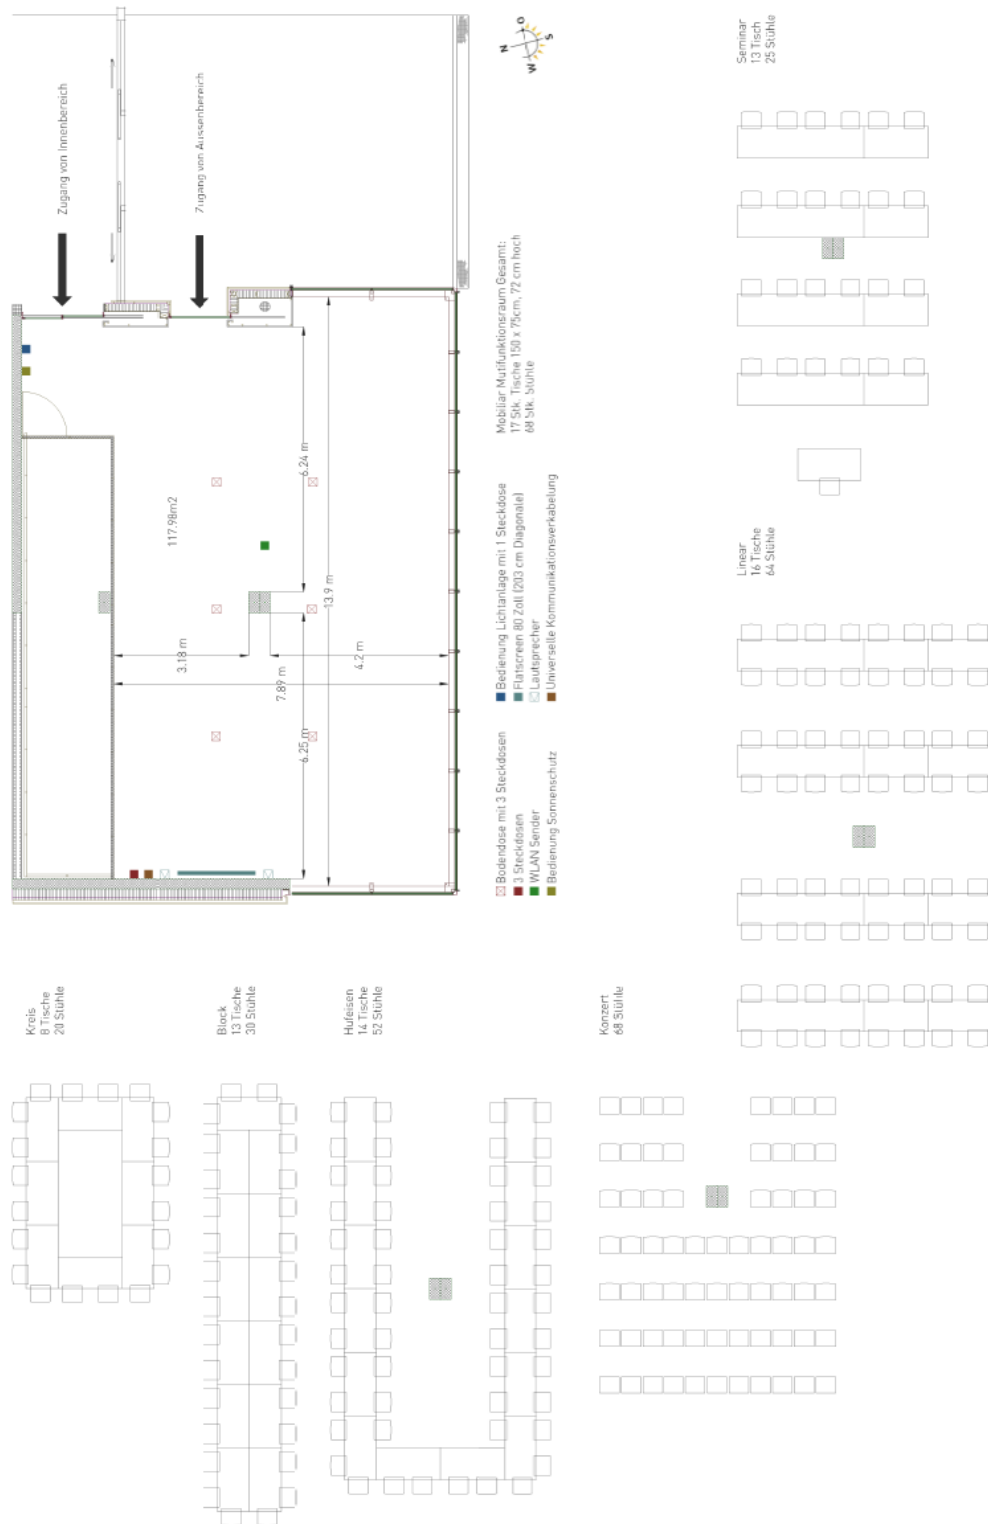 Zugang von Innenbereich
Zugang von Aussenbereich
N
O
S
W
117.98m2
6.24 m
13.9 m
3.18 m
4.2 m
7.89 m
6.25 m
Mobiliar Mutifunktionsraum Gesamt:
17 Stk. Tische 150 x 75cm, 72 cm hoch
68 Stk. Stühle
Bodendose mit 3 Steckdosen
3 Steckdosen
WLAN Sender
Bedienung Sonnenschutz
Bedienung Lichtanlage mit 1 Steckdose
Flatscreen 80 Zoll (203 cm Diagonale)
Lautsprecher
Universelle Kommunikationsverkabelung
Seminar
13 Tisch
25 Stühle
Linear
16 Tische
64 Stühle
Kreis
8 Tische
20 Stühle
Block
13 Tische
30 Stühle
Hufeisen
14 Tische
52 Stühle
Konzert
68 Stühle